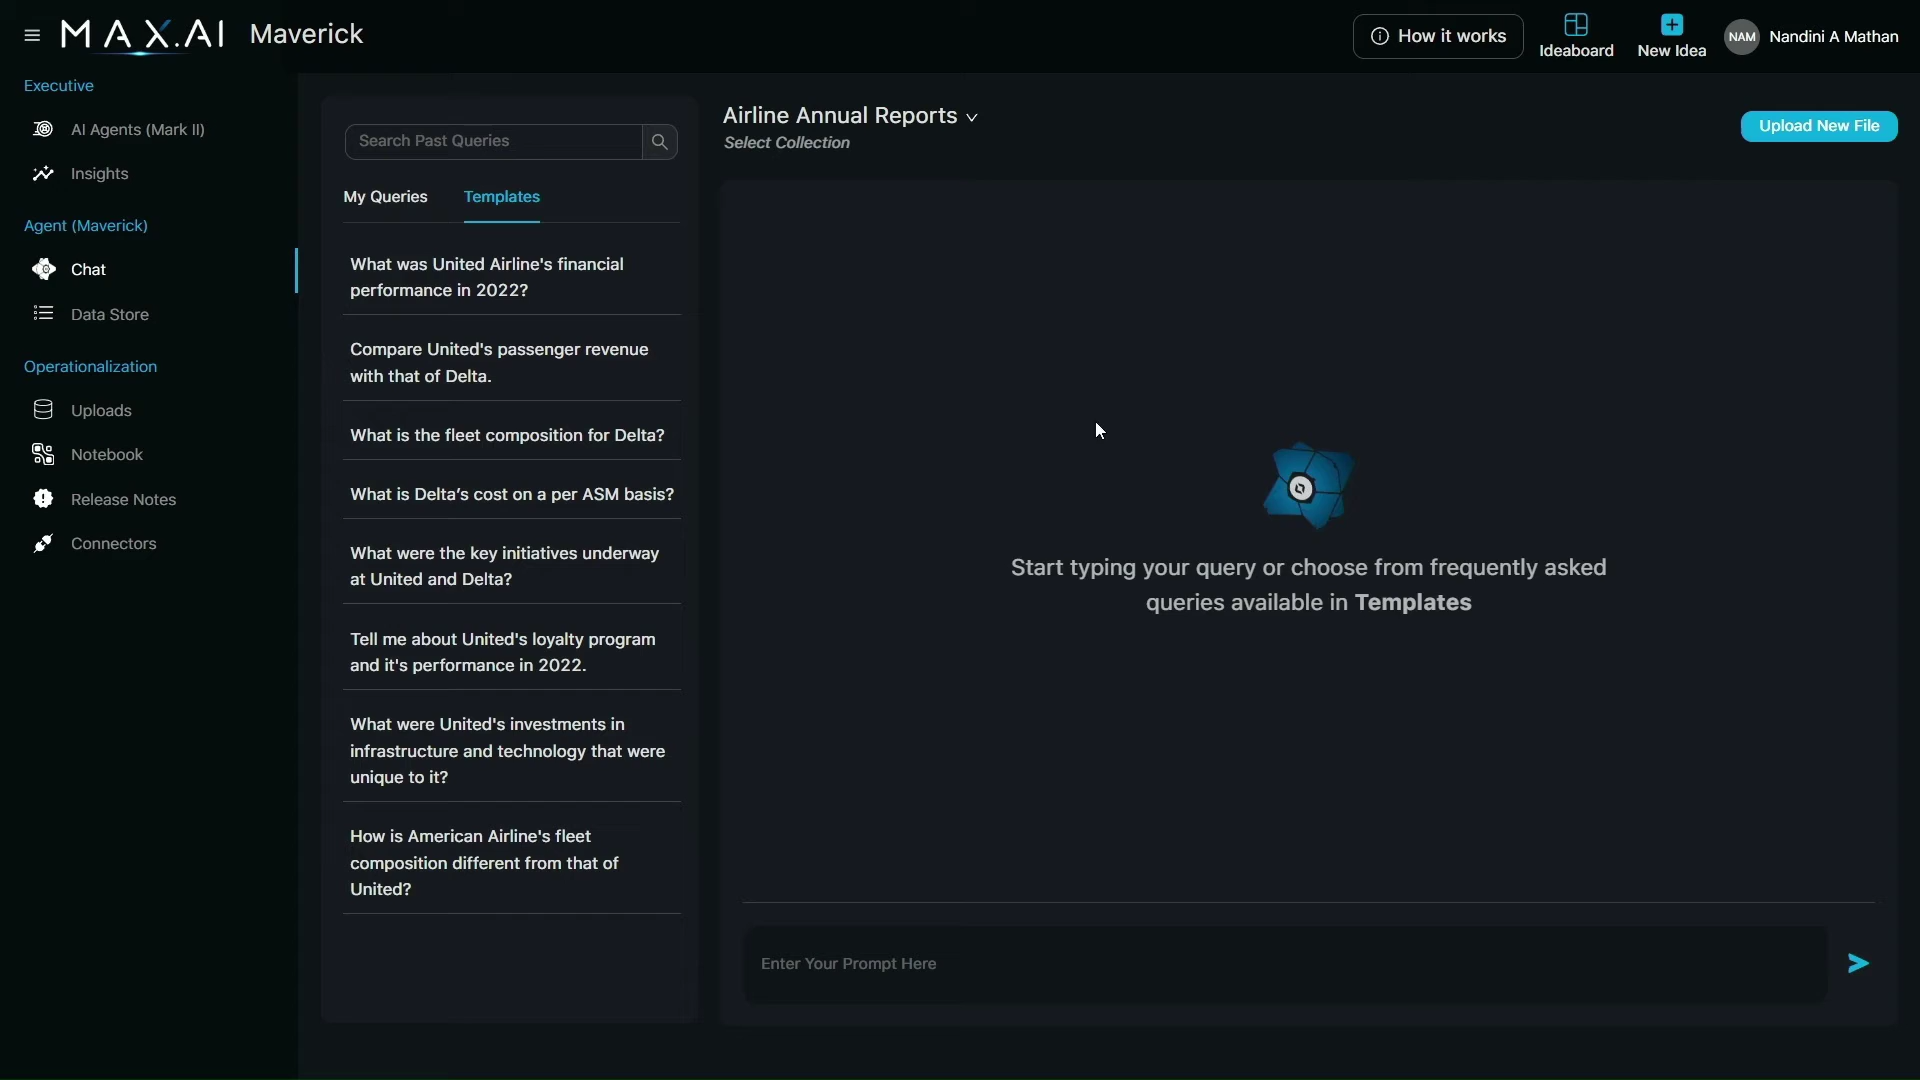 MAX.AI Maverick
How it works
Ideaboard
New Idea
NAM
Nandini A Mathan
Executive
AI Agents (Mark II)
Insights
Agent (Maverick)
Chat
Data Store
Operationalization
Uploads
Notebook
Release Notes
Connectors
Search Past Queries
My Queries
Templates
What was United Airline's financial
performance in 2022?
Compare United's passenger revenue
with that of Delta.
What is the fleet composition for Delta?
What is Delta's cost on a per ASM basis?
What were the key initiatives underway
at United and Delta?
Tell me about United's loyalty program
and it's performance in 2022.
What were United's investments in
infrastructure and technology that were
unique to it?
How is American Airline's fleet
composition different from that of
United?
Airline Annual Reports
Select Collection
Upload New File
Start typing your query or choose from frequently asked
queries available in Templates
Enter Your Prompt Here